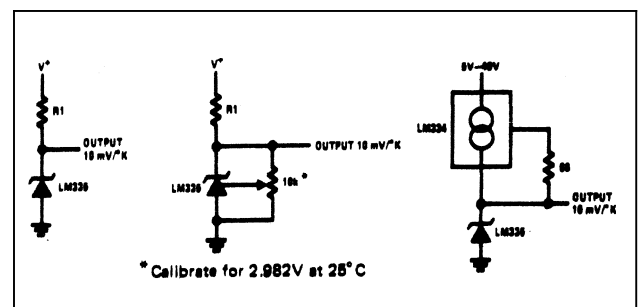 V+
R1
OUTPUT
10 mV/°K
LM335
V+
R1
OUTPUT 10 mV/°K
LM335
10k *
* Calibrate for 2.982V at 25°C
5V–40V
LM334
68
OUTPUT
10 mV/°K
LM335